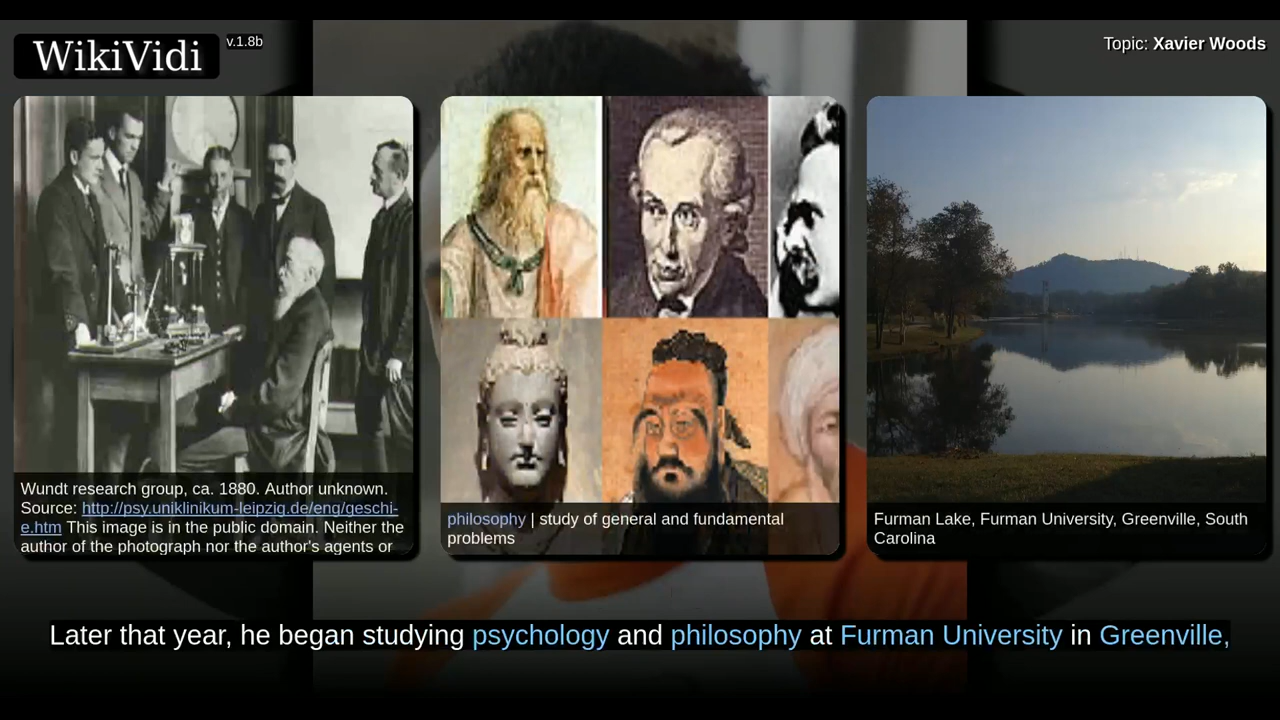 WikiVidi
v.1.8b
Topic: Xavier Woods
Wundt research group, ca. 1880. Author unknown.
Source: http://psy.uniklinikum-leipzig.de/eng/geschi-
e.htm This image is in the public domain. Neither the
author of the photograph nor the author's agents or
philosophy | study of general and fundamental
problems
Furman Lake, Furman University, Greenville, South
Carolina
Later that year, he began studying psychology and philosophy at Furman University in Greenville,